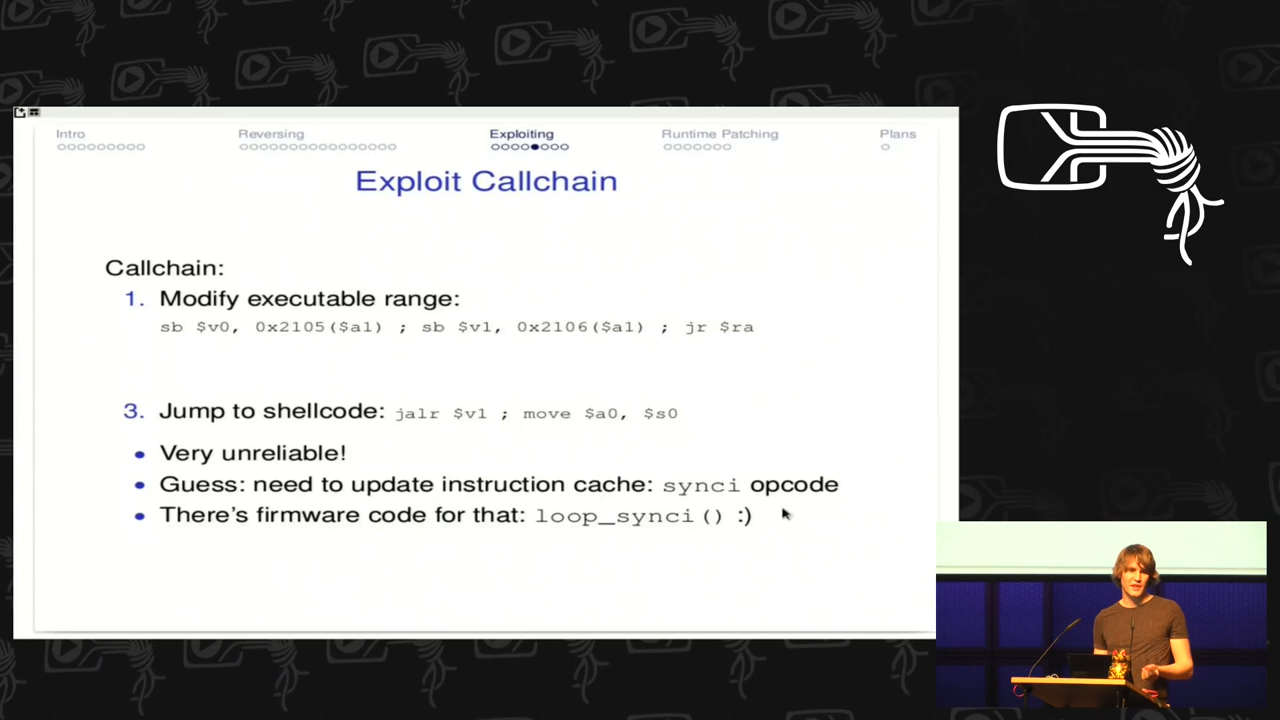 Intro Reversing Exploiting Runtime Patching Plans
Exploit Callchain
Callchain:
1. Modify executable range:
sb $v0, 0x2105($a1) ; sb $v1, 0x2106($a1) ; jr $ra
3. Jump to shellcode: jalr $v1 ; move $a0, $s0
• Very unreliable!
• Guess: need to update instruction cache: synci opcode
• There's firmware code for that: loop_synci() :)